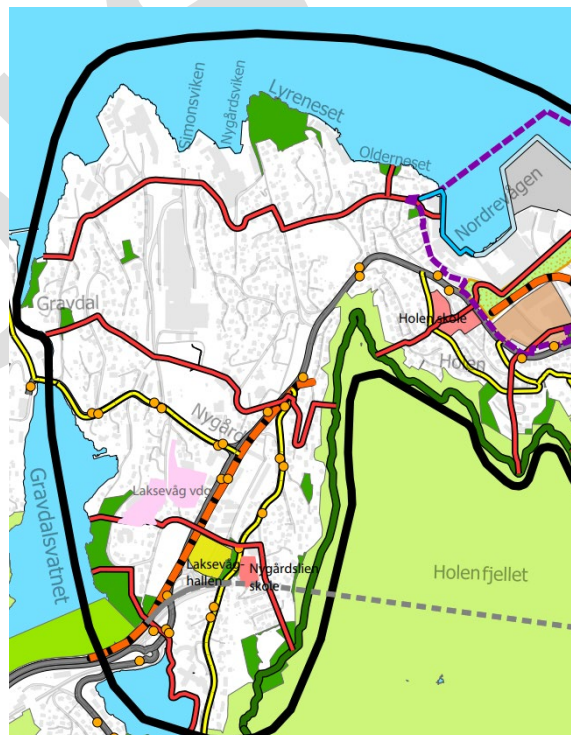 Simonsviken
Nygårdsviken
Lyreneset
Olderneset
Nordrevågen
Gravdal
Holen skole
Holen
Nygård
Laksevåg vdg
Gravdalsvatnet
Laksevåg-
hallen
Nygårdslien
skole
Holenfjellet